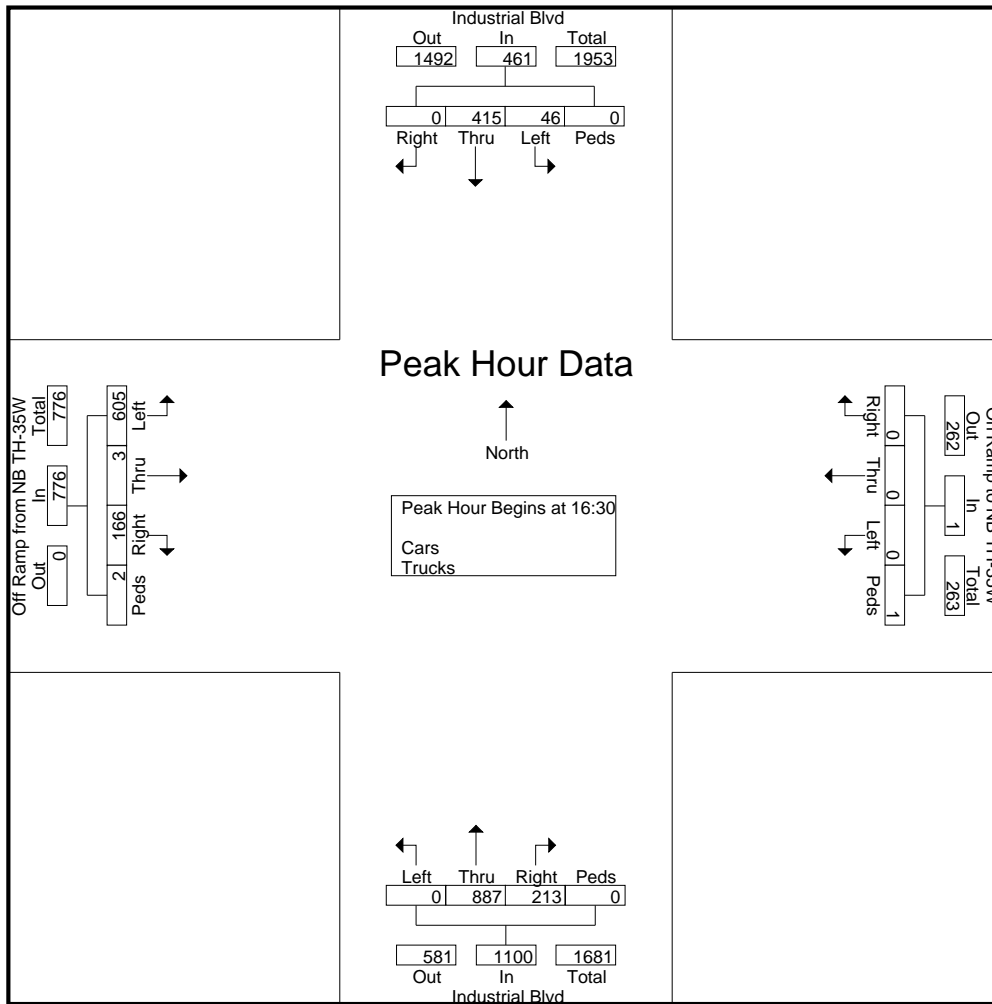 Industrial Blvd
Out In Total
1492 461 1953
0 415 46 0
Right Thru Left Peds
Peak Hour Data
North
Peak Hour Begins at 16:30
Cars
Trucks
Off Ramp from NB TH-35W
Total In Out
776 776 0
605 3 166 2
Left Thru Right Peds
NB TH-35W
Out In Total
262 1 263
0 0 0 1
Right Thru Left Peds
Left Thru Right Peds
0 887 213 0
581 1100 1681
Out In Total
Industrial Blvd